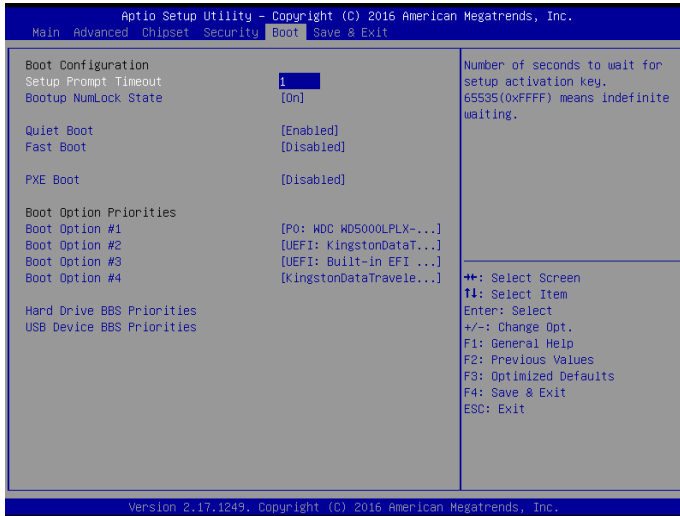 Aptio Setup Utility – Copyright (C) 2016 American Megatrends, Inc.
Main Advanced Chipset Security Boot Save & Exit
Boot Configuration
Setup Prompt Timeout 1
Bootup NumLock State [On]
Quiet Boot [Enabled]
Fast Boot [Disabled]
PXE Boot [Disabled]
Boot Option Priorities
Boot Option #1 [P0: WDC WD5000LPLX-...]
Boot Option #2 [UEFI: KingstonDataT...]
Boot Option #3 [UEFI: Built-in EFI ...]
Boot Option #4 [KingstonDataTravele...]
Hard Drive BBS Priorities
USB Device BBS Priorities
Number of seconds to wait for
setup activation key.
65535(0xFFFF) means indefinite
waiting.
→←: Select Screen
↑↓: Select Item
Enter: Select
+/-: Change Opt.
F1: General Help
F2: Previous Values
F3: Optimized Defaults
F4: Save & Exit
ESC: Exit
Version 2.17.1249. Copyright (C) 2016 American Megatrends, Inc.